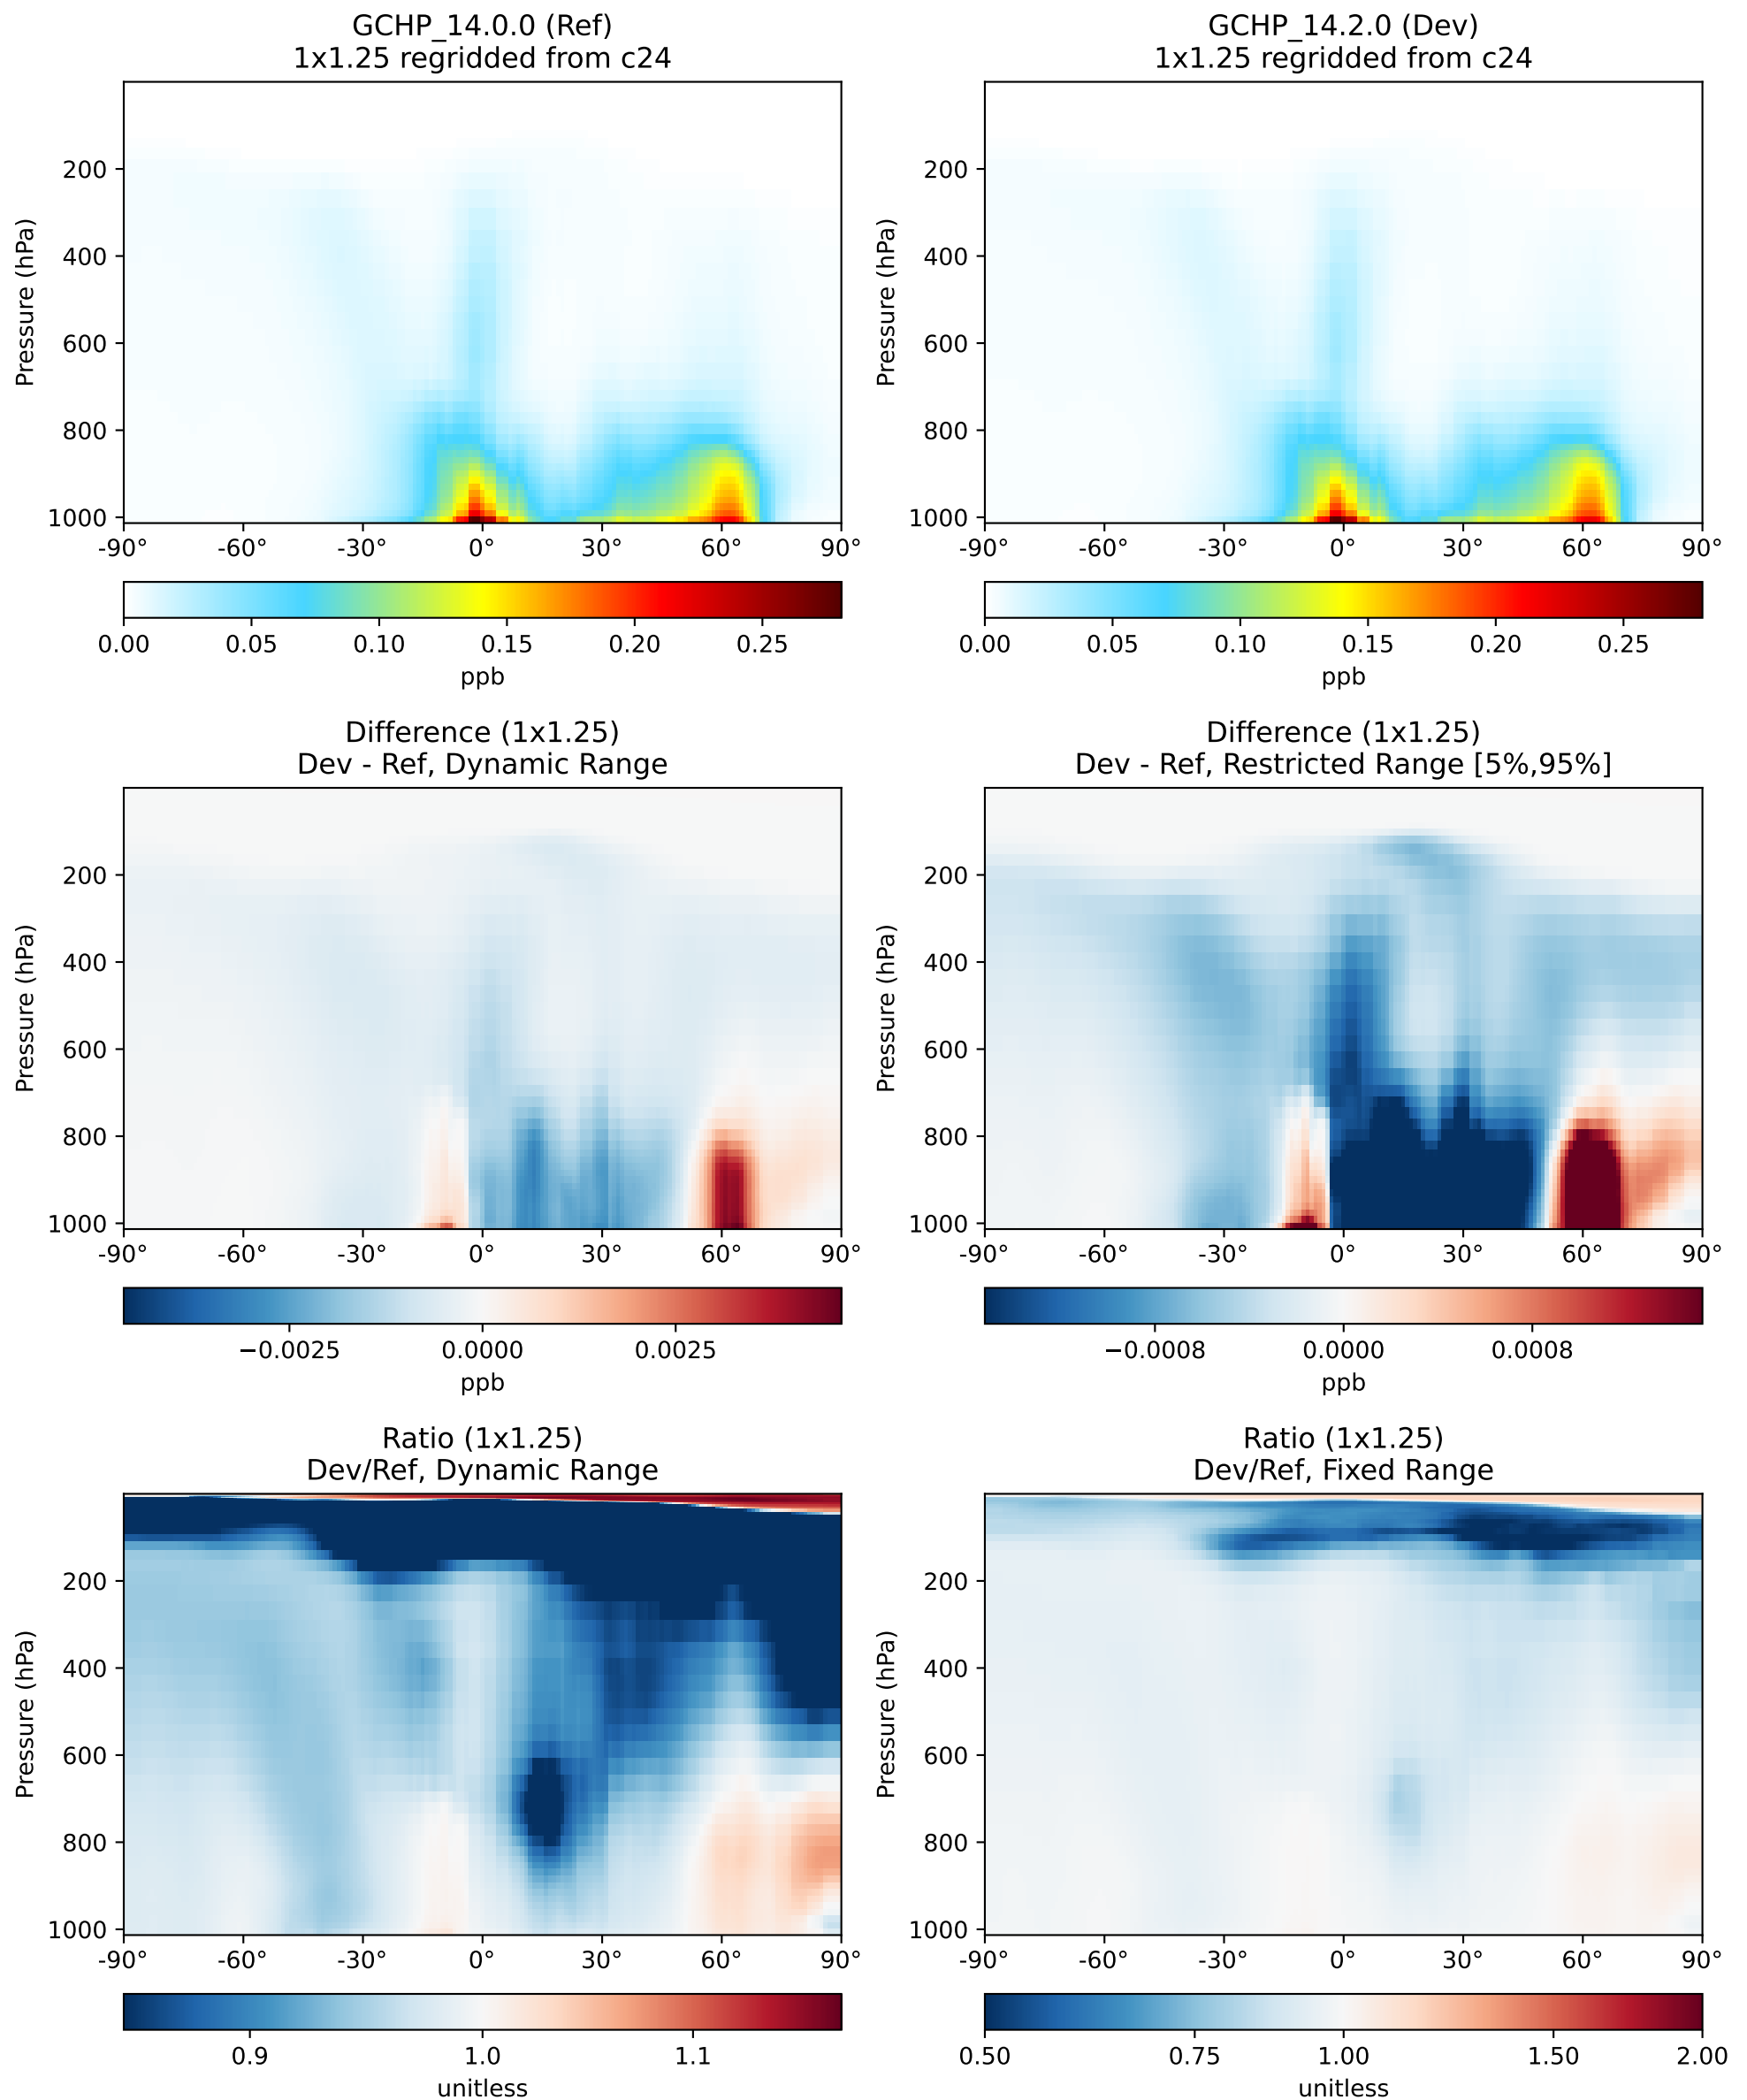 GCHP_14.0.0 (Ref)
1x1.25 regridded from c24
Pressure (hPa)
200
400
600
800
1000
-90° -60° -30° 0° 30° 60° 90°
0.00 0.05 0.10 0.15 0.20 0.25
ppb
GCHP_14.2.0 (Dev)
1x1.25 regridded from c24
Pressure (hPa)
200
400
600
800
1000
-90° -60° -30° 0° 30° 60° 90°
0.00 0.05 0.10 0.15 0.20 0.25
ppb
Difference (1x1.25)
Dev - Ref, Dynamic Range
Pressure (hPa)
200
400
600
800
1000
-90° -60° -30° 0° 30° 60° 90°
−0.0025 0.0000 0.0025
ppb
Difference (1x1.25)
Dev - Ref, Restricted Range [5%,95%]
Pressure (hPa)
200
400
600
800
1000
-90° -60° -30° 0° 30° 60° 90°
−0.0008 0.0000 0.0008
ppb
Ratio (1x1.25)
Dev/Ref, Dynamic Range
Pressure (hPa)
200
400
600
800
1000
-90° -60° -30° 0° 30° 60° 90°
0.9 1.0 1.1
unitless
Ratio (1x1.25)
Dev/Ref, Fixed Range
Pressure (hPa)
200
400
600
800
1000
-90° -60° -30° 0° 30° 60° 90°
0.50 0.75 1.00 1.50 2.00
unitless